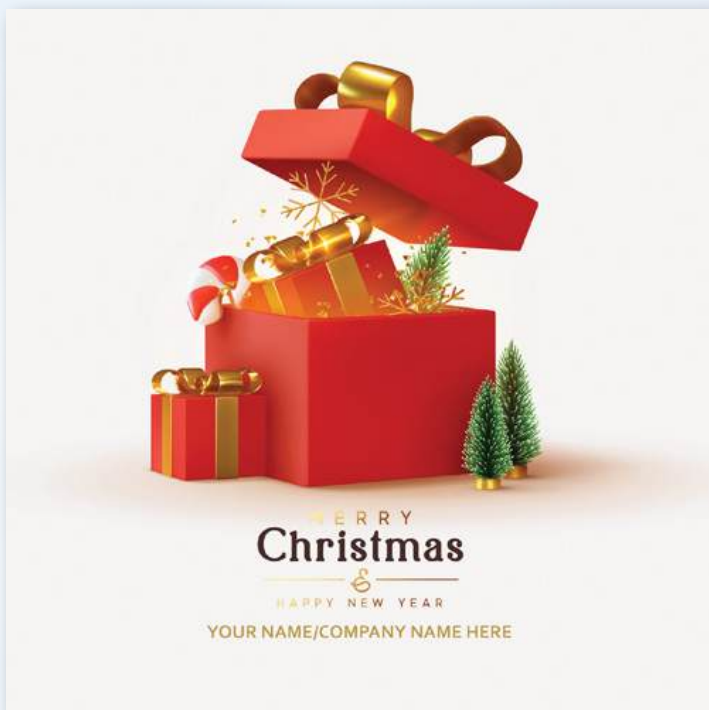 MERRY
Christmas
&
HAPPY NEW YEAR
YOUR NAME/COMPANY NAME HERE